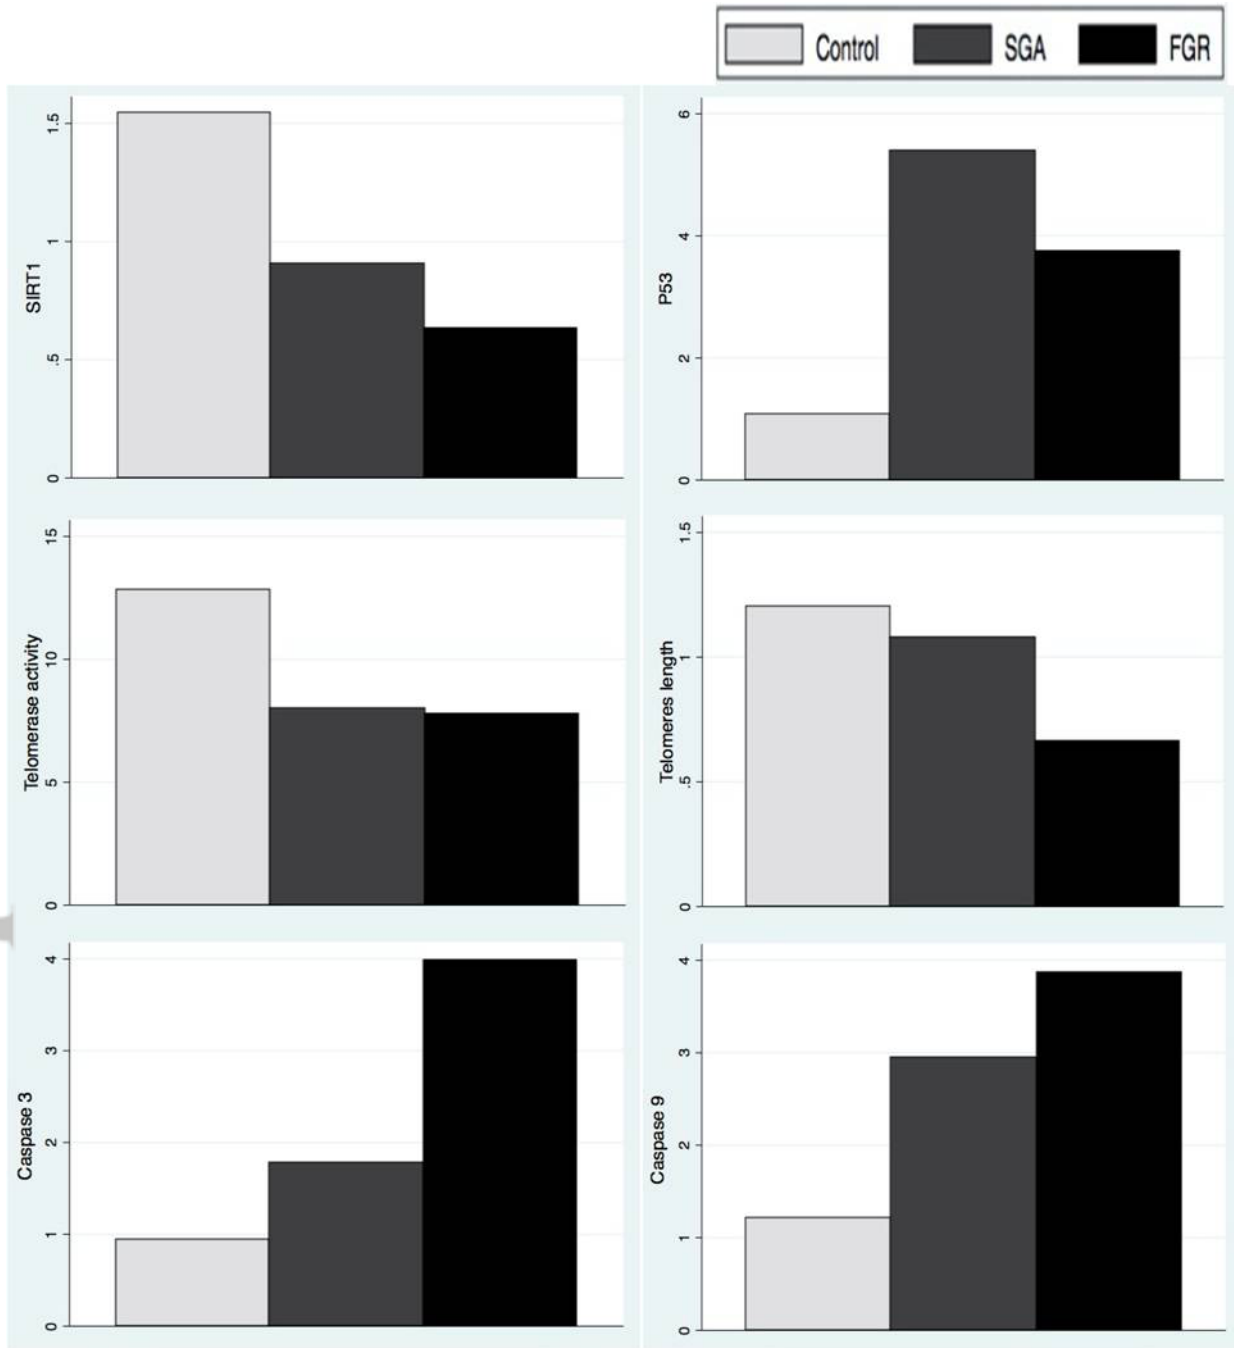 Control SGA FGR
SIRT1
0 .5 1 1.5
P53
0 2 4 6
Telomerase activity
0 5 10 15
Telomeres length
0 .5 1 1.5
Caspase 3
0 1 2 3 4
Caspase 9
0 1 2 3 4